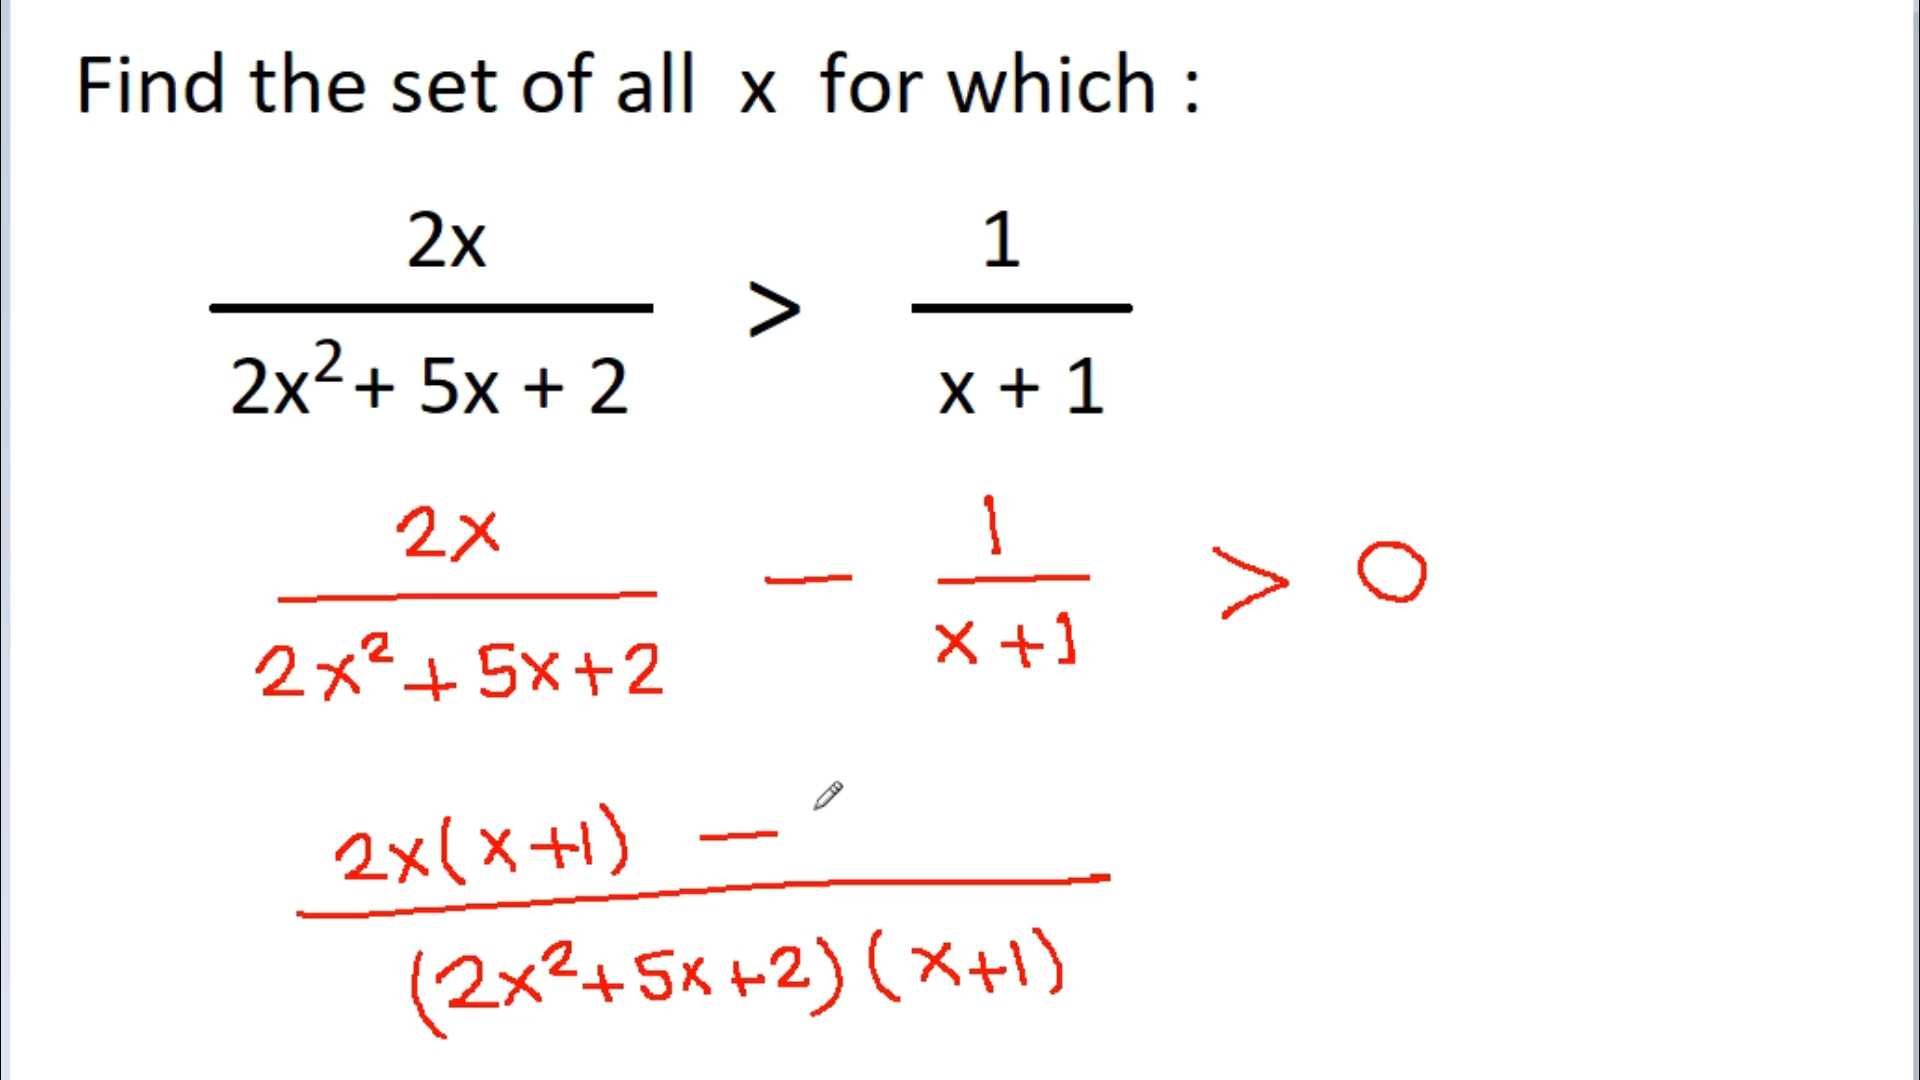 Find the set of all x for which :
2x / 2x² + 5x + 2 > 1 / x + 1
2x / 2x² + 5x + 2 − 1 / x + 1 > 0
2x(x+1) − / (2x²+5x+2)(x+1)